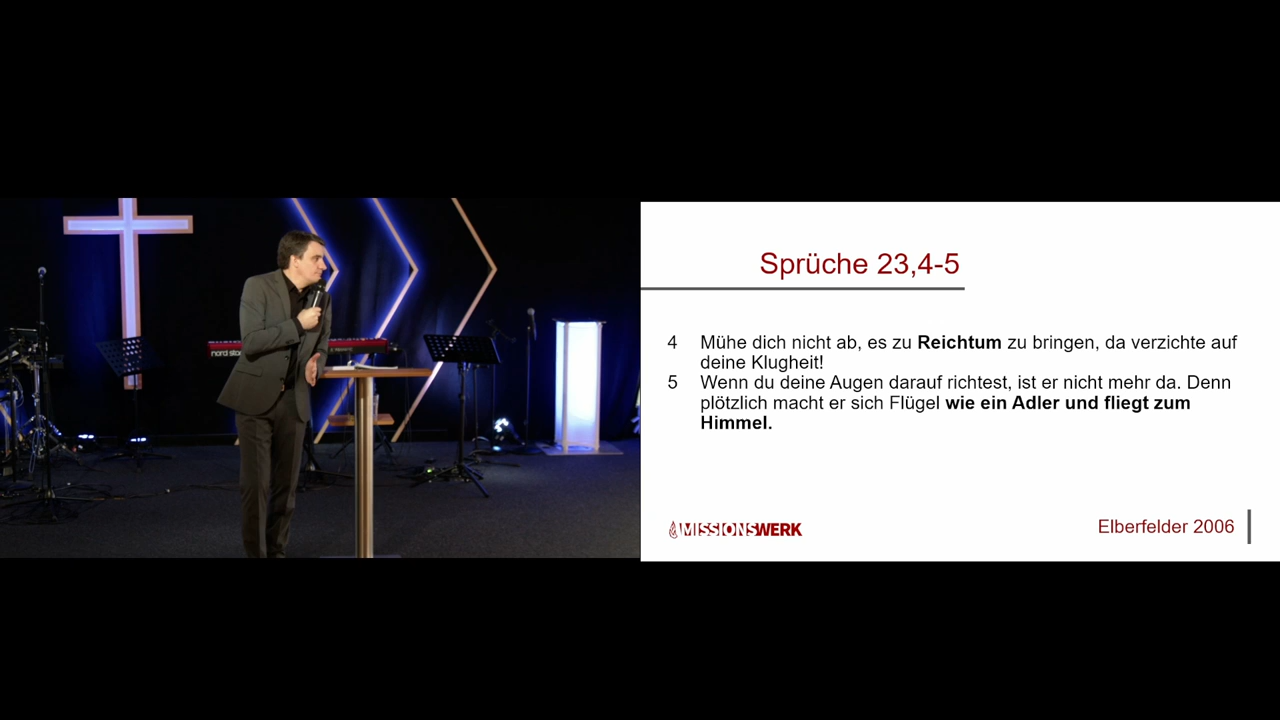 nord sta
Sprüche 23,4-5
4 Mühe dich nicht ab, es zu Reichtum zu bringen, da verzichte auf
deine Klugheit!
5 Wenn du deine Augen darauf richtest, ist er nicht mehr da. Denn
plötzlich macht er sich Flügel wie ein Adler und fliegt zum
Himmel.
MISSIONSWERK
Elberfelder 2006